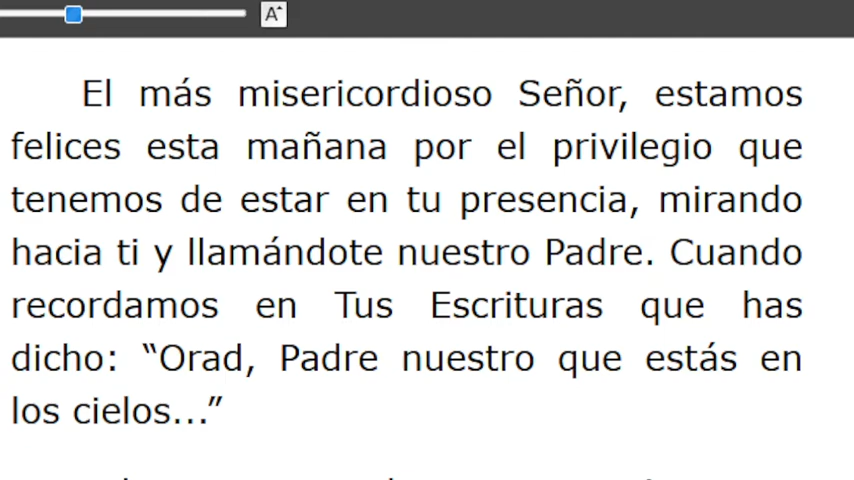 A
El más misericordioso Señor, estamos
felices esta mañana por el privilegio que
tenemos de estar en tu presencia, mirando
hacia ti y llamándote nuestro Padre. Cuando
recordamos en Tus Escrituras que has
dicho: “Orad, Padre nuestro que estás en
los cielos...”